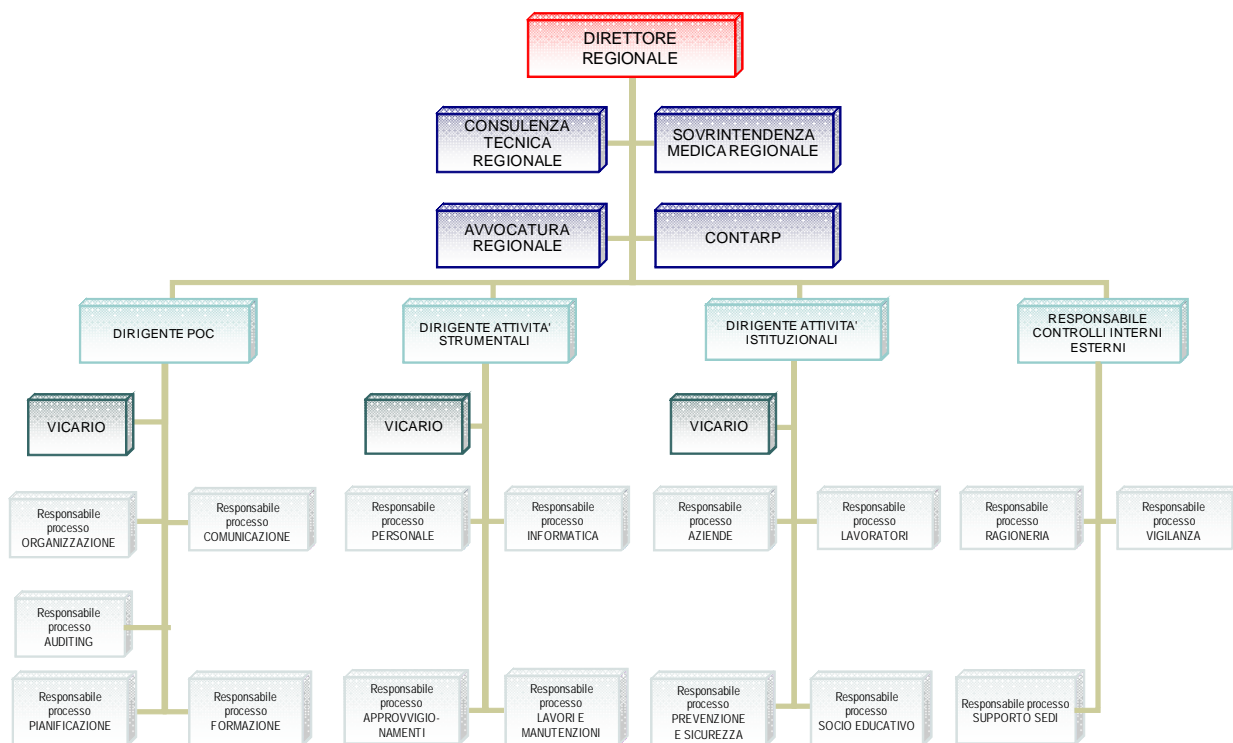 DIRETTORE
REGIONALE
CONSULENZA
TECNICA
REGIONALE
SOVRINTENDENZA
MEDICA REGIONALE
AVVOCATURA
REGIONALE
CONTARP
DIRIGENTE POC
DIRIGENTE ATTIVITA'
STRUMENTALI
DIRIGENTE ATTIVITA'
ISTITUZIONALI
RESPONSABILE
CONTROLLI INTERNI
ESTERNI
VICARIO
VICARIO
VICARIO
Responsabile
processo
ORGANIZZAZIONE
Responsabile
processo
COMUNICAZIONE
Responsabile
processo
PERSONALE
Responsabile
processo
INFORMATICA
Responsabile
processo
AZIENDE
Responsabile
processo
LAVORATORI
Responsabile
processo
RAGIONERIA
Responsabile
processo
VIGILANZA
Responsabile
processo
AUDITING
Responsabile
processo
PIANIFICAZIONE
Responsabile
processo
FORMAZIONE
Responsabile
processo
APPROVVIGIO-
NAMENTI
Responsabile
processo
LAVORI E
MANUTENZIONI
Responsabile
processo
PREVENZIONE
E SICUREZZA
Responsabile
processo
SOCIO EDUCATIVO
Responsabile processo
SUPPORTO SEDI